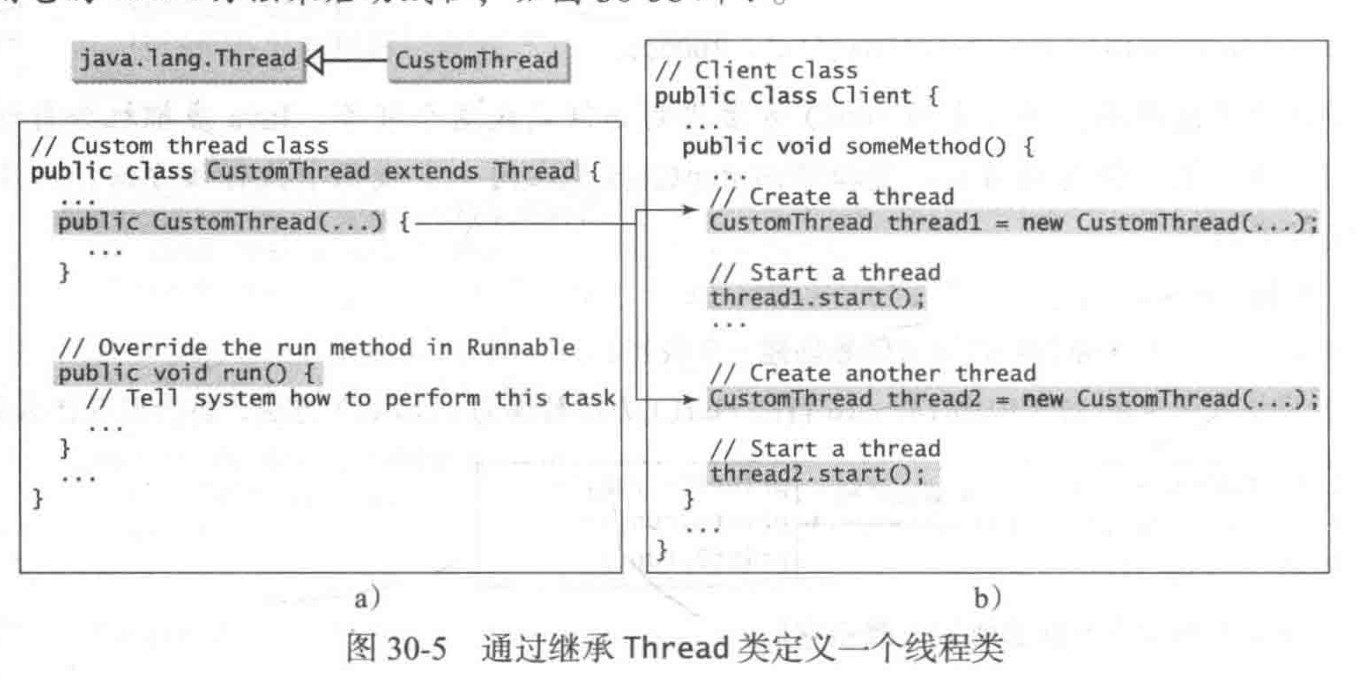 java.lang.Thread CustomThread
// Custom thread class
public class CustomThread extends Thread {
...
public CustomThread(...) {
...
}
// Override the run method in Runnable
public void run() {
// Tell system how to perform this task
...
}
...
}
a)
// Client class
public class Client {
...
public void someMethod() {
...
// Create a thread
CustomThread thread1 = new CustomThread(...);
// Start a thread
thread1.start();
...
// Create another thread
CustomThread thread2 = new CustomThread(...);
// Start a thread
thread2.start();
}
...
}
b)
图 30-5 通过继承 Thread 类定义一个线程类